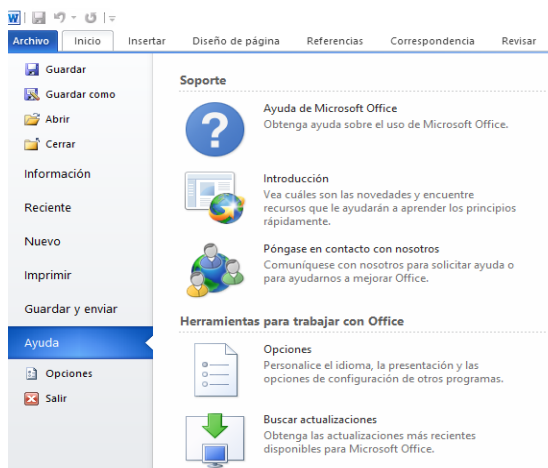 W
Archivo Inicio Insertar Diseño de página Referencias Correspondencia Revisar
Guardar
Guardar como
Abrir
Cerrar
Información
Reciente
Nuevo
Imprimir
Guardar y enviar
Ayuda
Opciones
Salir
Soporte
Ayuda de Microsoft Office
Obtenga ayuda sobre el uso de Microsoft Office.
Introducción
Vea cuáles son las novedades y encuentre
recursos que le ayudarán a aprender los principios
rápidamente.
Póngase en contacto con nosotros
Comuníquese con nosotros para solicitar ayuda o
para ayudarnos a mejorar Office.
Herramientas para trabajar con Office
Opciones
Personalice el idioma, la presentación y las
opciones de configuración de otros programas.
Buscar actualizaciones
Obtenga las actualizaciones más recientes
disponibles para Microsoft Office.